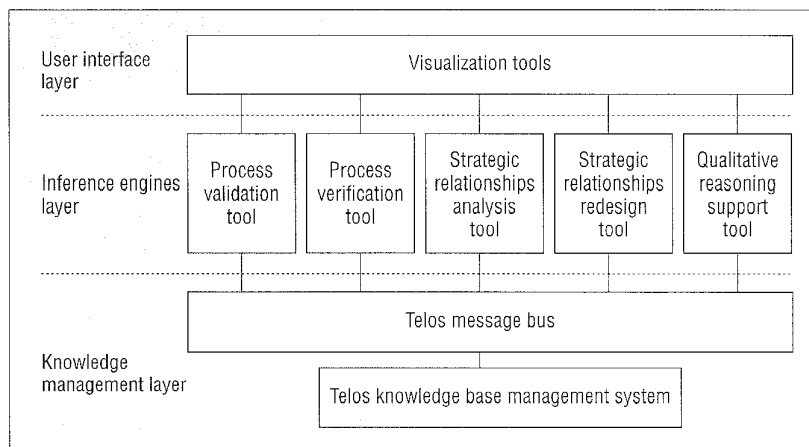 User interface
layer
Visualization tools
Inference engines
layer
Process
validation
tool
Process
verification
tool
Strategic
relationships
analysis
tool
Strategic
relationships
redesign
tool
Qualitative
reasoning
support
tool
Knowledge
management layer
Telos message bus
Telos knowledge base management system